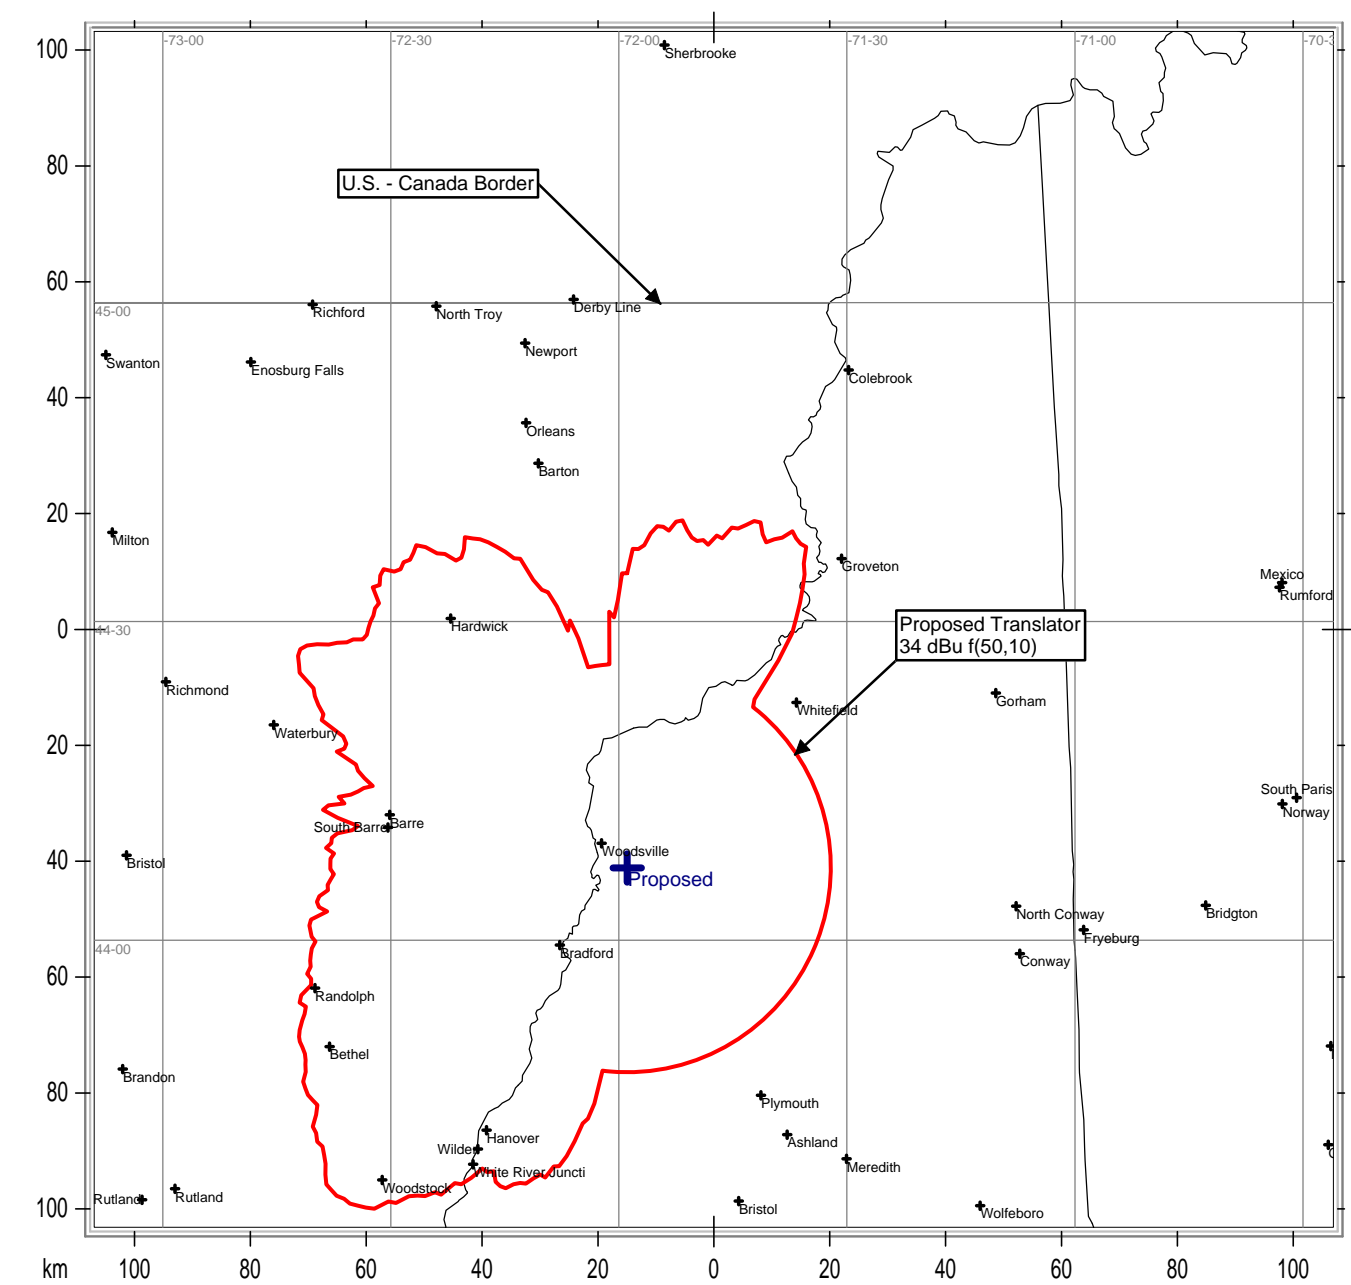 -73-00
-72-30
-72-00
-71-30
-71-00
-70-3
100
Sherbrooke
80
U.S. - Canada Border
60
45-00
Richford
North Troy
Derby Line
Newport
Swanton
Enosburg Falls
Colebrook
40
Orleans
Barton
20
Milton
Groveton
Mexico
Rumford
0
44-30
Hardwick
Proposed Translator
34 dBu f(50,10)
Richmond
Gorham
Whitefield
20
Waterbury
South Paris
Norway
Barre
South Barre
40
Bristol
Woodsville
Proposed
North Conway
Bridgton
Fryeburg
44-00
Bradford
Conway
60
Randolph
Bethel
Brandon
80
Plymouth
Hanover
Ashland
Wilder
Meredith
White River Juncti
Woodstock
Rutland
Rutland
100
Bristol
Wolfeboro
km
100
80
60
40
20
0
20
40
60
80
100